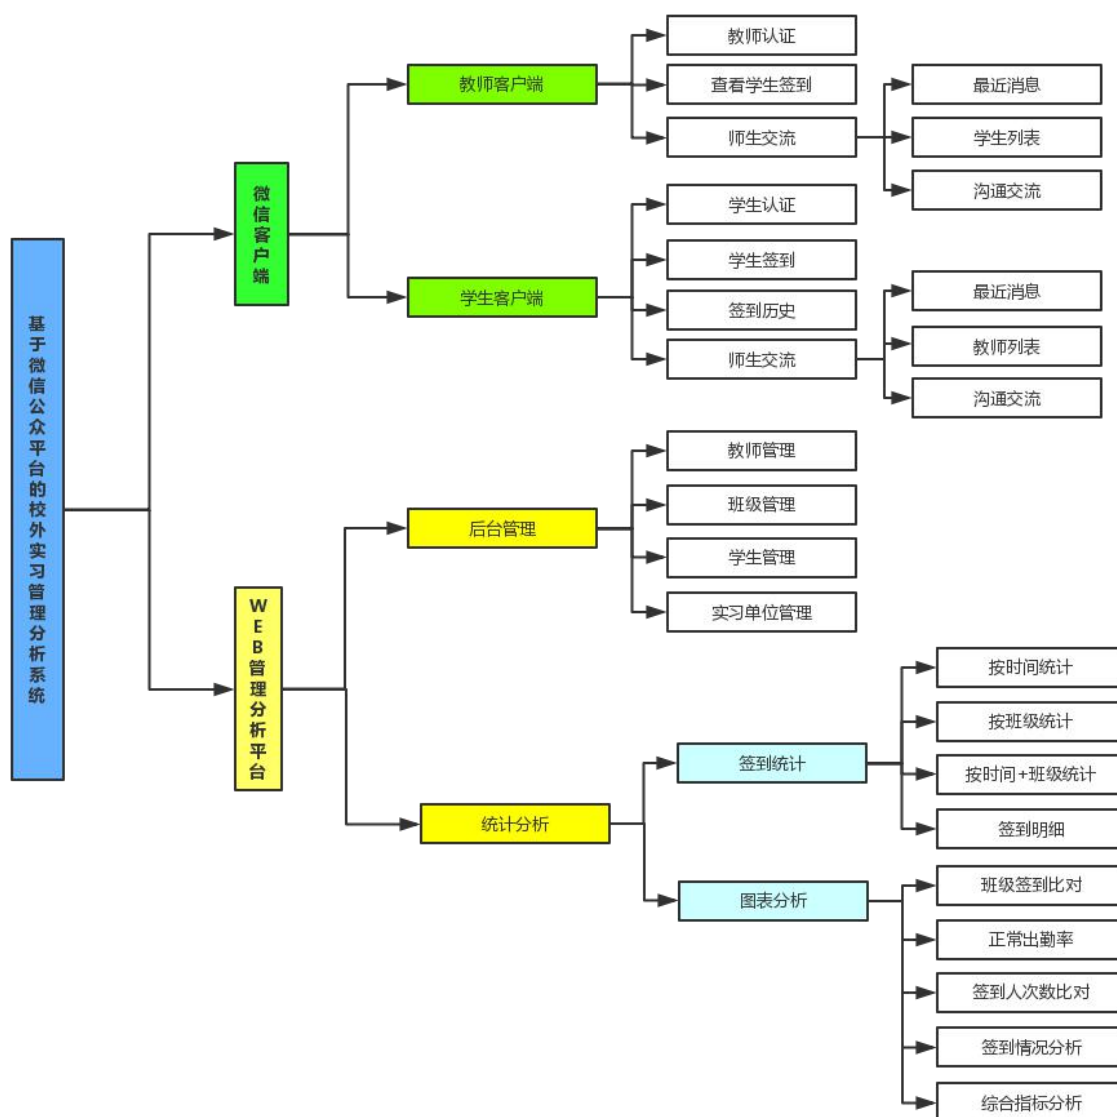 基于微信公众平台的校外实习管理分析系统
微信客户端
教师客户端
教师认证
查看学生签到
师生交流
最近消息
学生列表
沟通交流
学生客户端
学生认证
学生签到
签到历史
师生交流
最近消息
教师列表
沟通交流
WEB管理分析平台
后台管理
教师管理
班级管理
学生管理
实习单位管理
统计分析
签到统计
按时间统计
按班级统计
按时间+班级统计
签到明细
图表分析
班级签到比对
正常出勤率
签到人次数比对
签到情况分析
综合指标分析